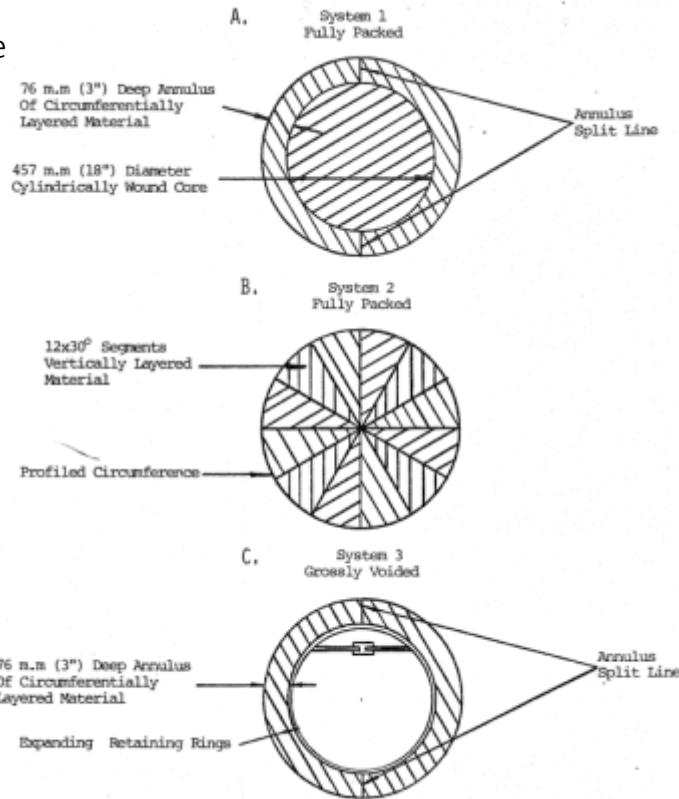 A. System 1
Fully Packed
e
76 m.m (3") Deep Annulus
Of Circumferentially
Layered Material
Annulus
Split Line
457 m.m (18") Diameter
Cylindrically Wound Core
B. System 2
Fully Packed
12x30° Segments
Vertically Layered
Material
Profiled Circumference
C. System 3
Grossly Voided
76 m.m (3") Deep Annulus
Of Circumferentially
Layered Material
Annulus
Split Line
Expanding Retaining Rings